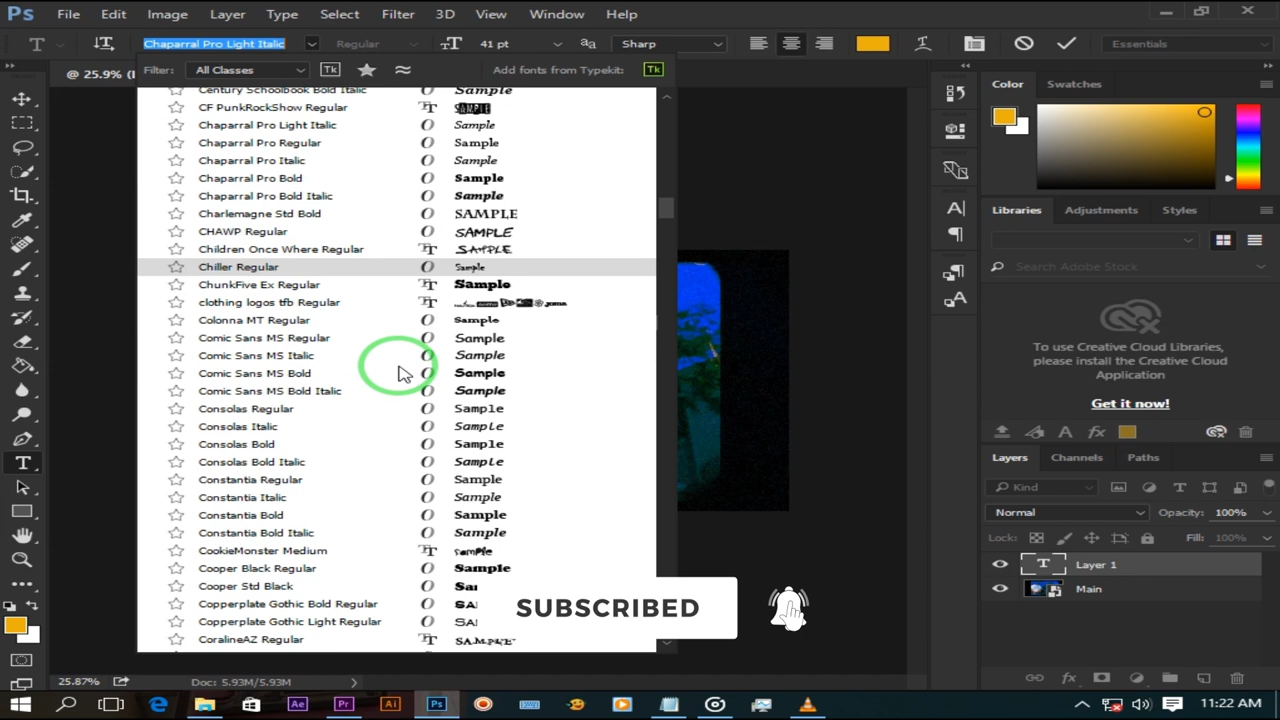 Ps File Edit Image Layer Type Select Filter 3D View Window Help
Chaparral Pro Light Italic Regular 41 pt Sharp Essentials
@ 25.9%
Filter: All Classes Tk Add fonts from Typekit: Tk
Century Schoolbook Bold Italic Sample
CF PunkRockShow Regular SAMPLE
Chaparral Pro Light Italic Sample
Chaparral Pro Regular Sample
Chaparral Pro Italic Sample
Chaparral Pro Bold Sample
Chaparral Pro Bold Italic Sample
Charlemagne Std Bold SAMPLE
CHAWP Regular SAMPLE
Children Once Where Regular SAMPLE
Chiller Regular Sample
ChunkFive Ex Regular Sample
clothing logos tfb Regular
Colonna MT Regular Sample
Comic Sans MS Regular Sample
Comic Sans MS Italic Sample
Comic Sans MS Bold Sample
Comic Sans MS Bold Italic Sample
Consolas Regular Sample
Consolas Italic Sample
Consolas Bold Sample
Consolas Bold Italic Sample
Constantia Regular Sample
Constantia Italic Sample
Constantia Bold Sample
Constantia Bold Italic Sample
CookieMonster Medium Sample
Cooper Black Regular Sample
Cooper Std Black Sa
Copperplate Gothic Bold Regular SA
Copperplate Gothic Light Regular SA
CoralineAZ Regular SAMPLE
SUBSCRIBED
Color Swatches
Libraries Adjustments Styles
Search Adobe Stock
To use Creative Cloud Libraries,
please install the Creative Cloud
Application
Get it now!
Layers Channels Paths
Kind
Normal Opacity: 100%
Lock: Fill: 100%
Layer 1
Main
25.87% Doc: 5.93M/5.93M
Ae Pr Ai Ps 11:22 AM